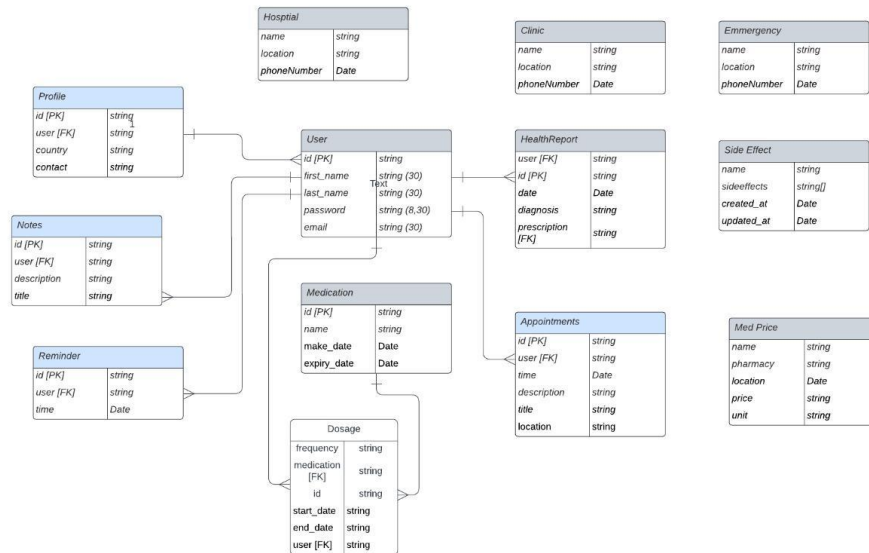 Hosptial
name string
location string
phoneNumber Date
Clinic
name string
location string
phoneNumber Date
Emmergency
name string
location string
phoneNumber Date
Profile
id [PK] string
user [FK] string
country string
contact string
User
id [PK] string
first_name string (30)
Text
last_name string (30)
password string (8,30)
email string (30)
HealthReport
user [FK] string
id [PK] string
date Date
diagnosis string
prescription string
[FK]
Side Effect
name string
sideeffects string[]
created_at Date
updated_at Date
Notes
id [PK] string
user [FK] string
description string
title string
Medication
id [PK] string
name string
make_date Date
expiry_date Date
Appointments
id [PK] string
user [FK] string
time Date
description string
title string
location string
Med Price
name string
pharmacy string
location Date
price string
unit string
Reminder
id [PK] string
user [FK] string
time Date
Dosage
frequency string
medication string
[FK]
id string
start_date string
end_date string
user [FK] string